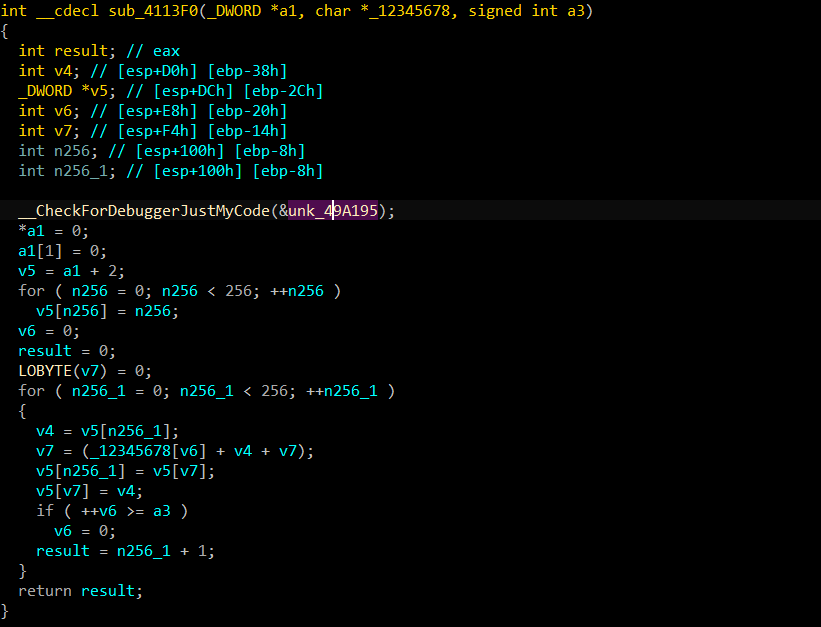 int __cdecl sub_4113F0(_DWORD *a1, char *_12345678, signed int a3)
{
  int result; // eax
  int v4; // [esp+D0h] [ebp-38h]
  _DWORD *v5; // [esp+DCh] [ebp-2Ch]
  int v6; // [esp+E8h] [ebp-20h]
  int v7; // [esp+F4h] [ebp-14h]
  int n256; // [esp+100h] [ebp-8h]
  int n256_1; // [esp+100h] [ebp-8h]

  __CheckForDebuggerJustMyCode(&unk_49A195);
  *a1 = 0;
  a1[1] = 0;
  v5 = a1 + 2;
  for ( n256 = 0; n256 < 256; ++n256 )
    v5[n256] = n256;
  v6 = 0;
  result = 0;
  LOBYTE(v7) = 0;
  for ( n256_1 = 0; n256_1 < 256; ++n256_1 )
  {
    v4 = v5[n256_1];
    v7 = (_12345678[v6] + v4 + v7);
    v5[n256_1] = v5[v7];
    v5[v7] = v4;
    if ( ++v6 >= a3 )
      v6 = 0;
    result = n256_1 + 1;
  }
  return result;
}